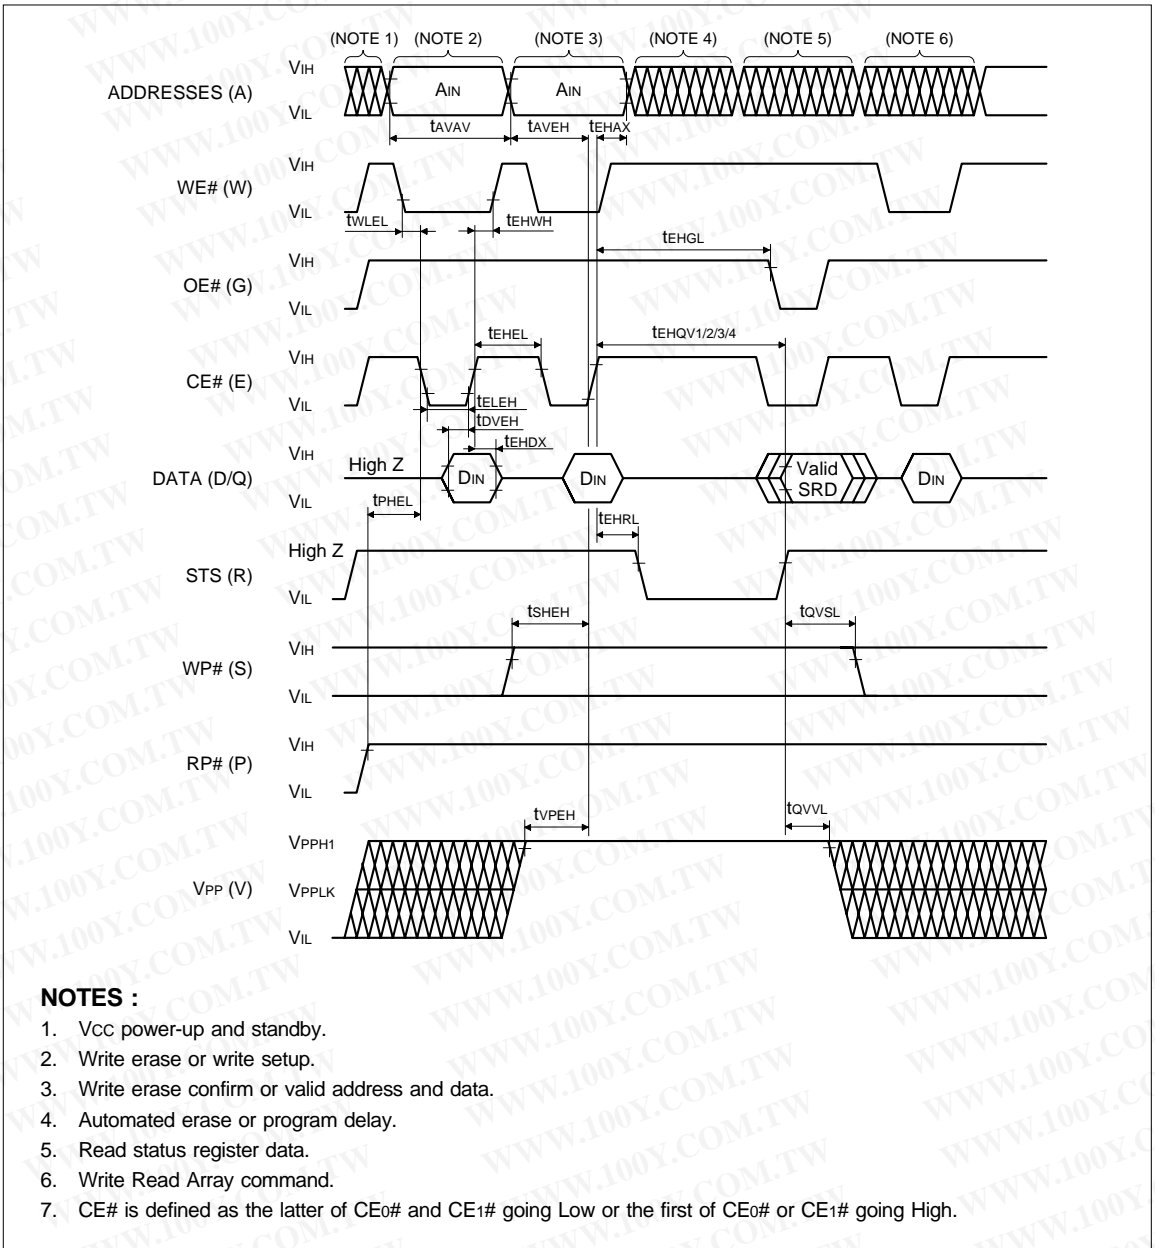 (NOTE 1) (NOTE 2) (NOTE 3) (NOTE 4) (NOTE 5) (NOTE 6)
ADDRESSES (A)
VIH
VIL
AIN
AIN
tAVAV
tAVEH
tEHAX
WE# (W)
VIH
VIL
tWLEL
tEHWH
tEHGL
OE# (G)
VIH
VIL
tEHEL
tEHQV1/2/3/4
CE# (E)
VIH
VIL
tELEH
tDVEH
tEHDX
DATA (D/Q)
VIH
VIL
High Z
DIN
DIN
Valid
SRD
DIN
tPHEL
tEHRL
STS (R)
High Z
VIL
tSHEH
tQVSL
WP# (S)
VIH
VIL
RP# (P)
VIH
VIL
tVPEH
tQVVL
VPP (V)
VPPH1
VPPLK
VIL
NOTES :
1. VCC power-up and standby.
2. Write erase or write setup.
3. Write erase confirm or valid address and data.
4. Automated erase or program delay.
5. Read status register data.
6. Write Read Array command.
7. CE# is defined as the latter of CE0# and CE1# going Low or the first of CE0# or CE1# going High.
WWW.100Y.COM.TW